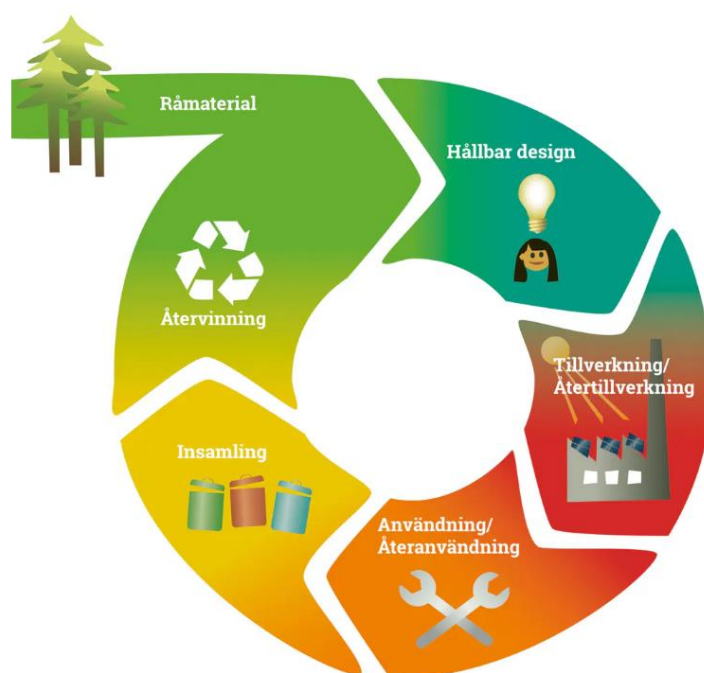 Råmaterial
Hållbar design
Tillverkning/
Återtillverkning
Användning/
Återanvändning
Insamling
Återvinning